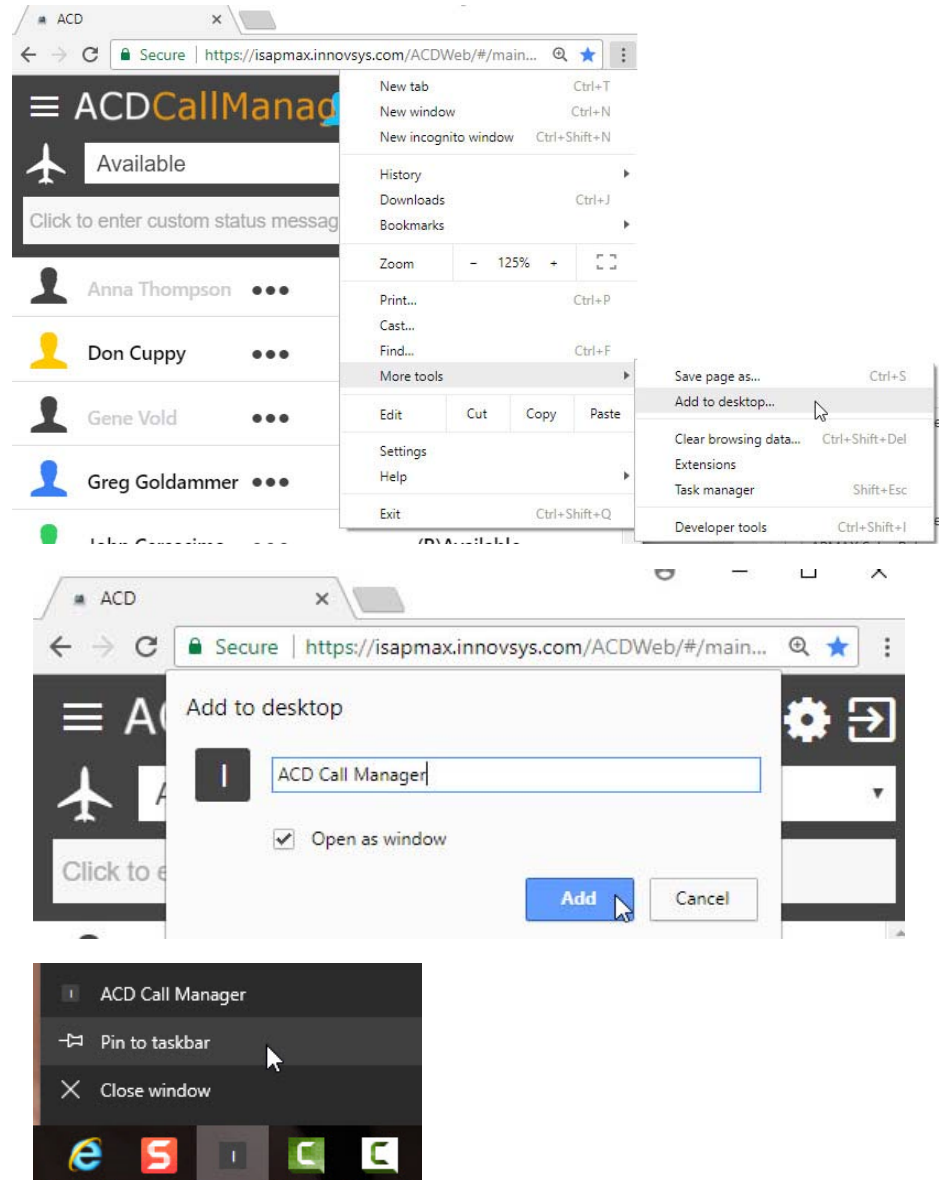 ACD
Secure | https://isapmax.innovsys.com/ACDWeb/#/main...
ACDCallManag
Available
Click to enter custom status messag
Anna Thompson
Don Cuppy
Gene Vold
Greg Goldammer
(B)Available
New tab Ctrl+T
New window Ctrl+N
New incognito window Ctrl+Shift+N
History
Downloads Ctrl+J
Bookmarks
Zoom - 125% +
Print... Ctrl+P
Cast...
Find... Ctrl+F
More tools
Edit Cut Copy Paste
Settings
Help
Exit Ctrl+Shift+Q
Save page as... Ctrl+S
Add to desktop...
Clear browsing data... Ctrl+Shift+Del
Extensions
Task manager Shift+Esc
Developer tools Ctrl+Shift+I
ACD
Secure | https://isapmax.innovsys.com/ACDWeb/#/main...
AC
Click to e
Add to desktop
I
ACD Call Manager
Open as window
Add Cancel
I ACD Call Manager
Pin to taskbar
Close window
e S I C C